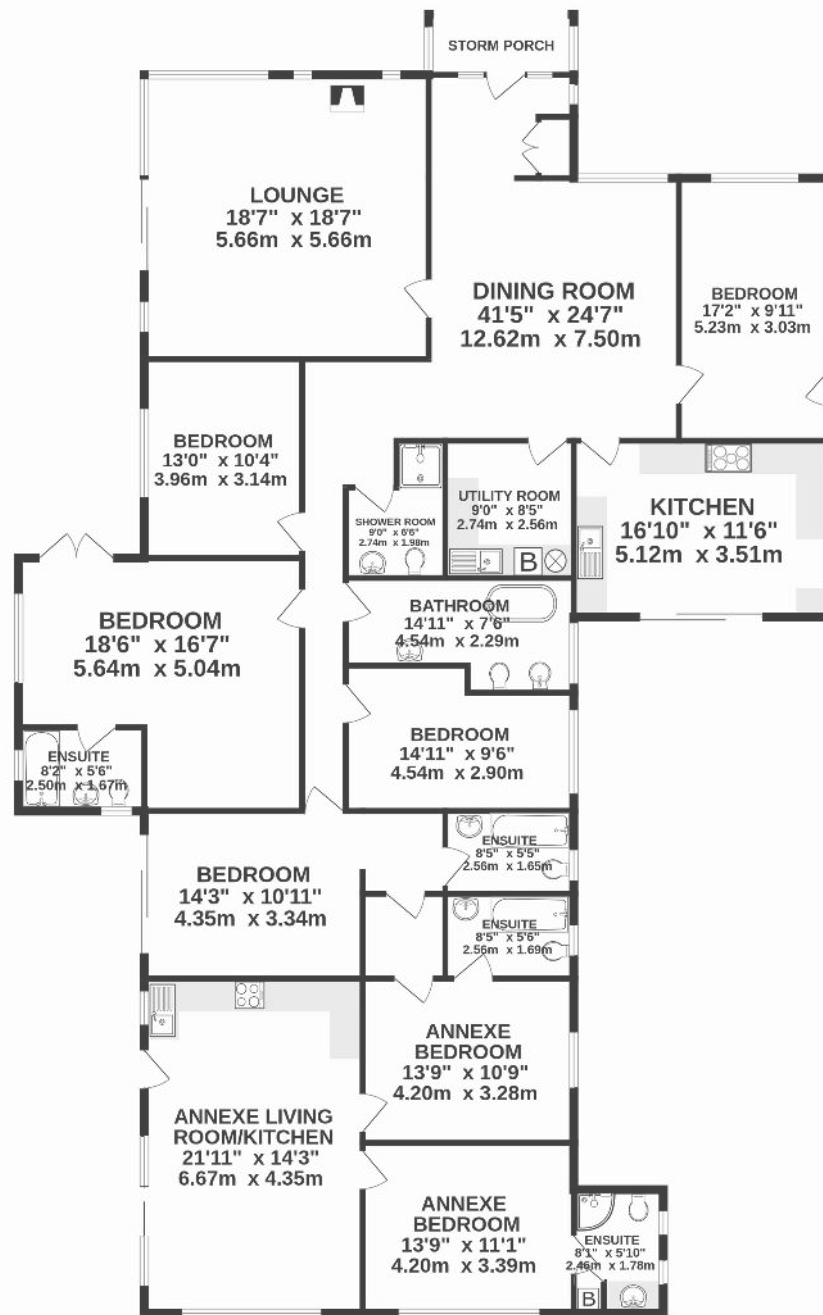 STORM PORCH
LOUNGE
18'7" x 18'7"
5.66m x 5.66m
DINING ROOM
41'5" x 24'7"
12.62m x 7.50m
BEDROOM
17'2" x 9'11"
5.23m x 3.03m
BEDROOM
13'0" x 10'4"
3.96m x 3.14m
SHOWER ROOM
9'0" x 6'6"
2.74m x 1.98m
UTILITY ROOM
9'0" x 8'5"
2.74m x 2.56m
B
KITCHEN
16'10" x 11'6"
5.12m x 3.51m
BEDROOM
18'6" x 16'7"
5.64m x 5.04m
BATHROOM
14'11" x 7'6"
4.54m x 2.29m
BEDROOM
14'11" x 9'6"
4.54m x 2.90m
ENSUITE
8'2" x 5'6"
2.50m x 1.67m
BEDROOM
14'3" x 10'11"
4.35m x 3.34m
ENSUITE
8'5" x 5'5"
2.56m x 1.65m
ENSUITE
8'5" x 5'6"
2.56m x 1.69m
ANNEXE
BEDROOM
13'9" x 10'9"
4.20m x 3.28m
ANNEXE LIVING
ROOM/KITCHEN
21'11" x 14'3"
6.67m x 4.35m
ANNEXE
BEDROOM
13'9" x 11'1"
4.20m x 3.39m
ENSUITE
8'1" x 5'10"
2.46m x 1.78m
B